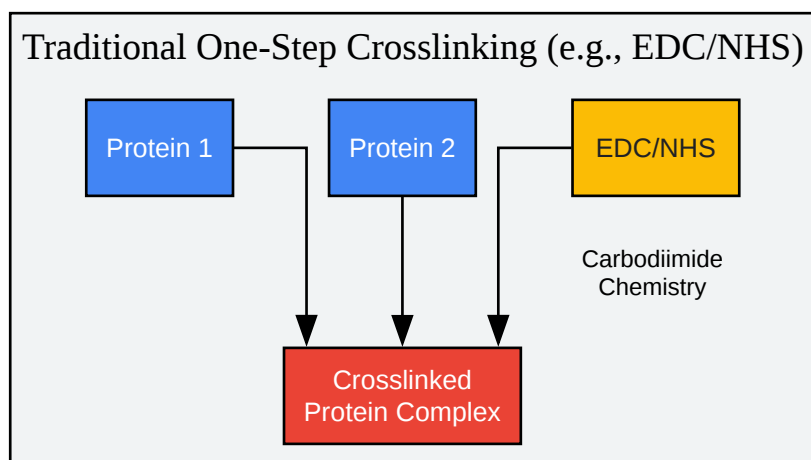 Traditional One-Step Crosslinking (e.g., EDC/NHS)
Protein 1
Protein 2
EDC/NHS
Carbodiimide
Chemistry
Crosslinked
Protein Complex